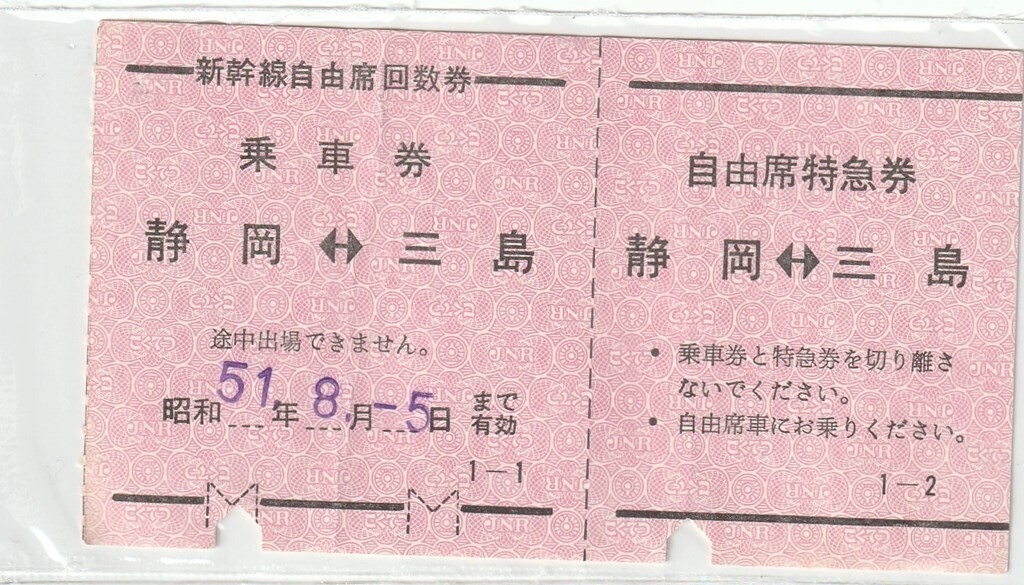 新幹線自由席回数券
乗車券
静岡↔三島
途中出場できません。
昭和51年8月-5日まで有効
1-1
自由席特急券
静岡↔三島
• 乗車券と特急券を切り離さ
ないでください。
• 自由席車にお乗りください。
1-2